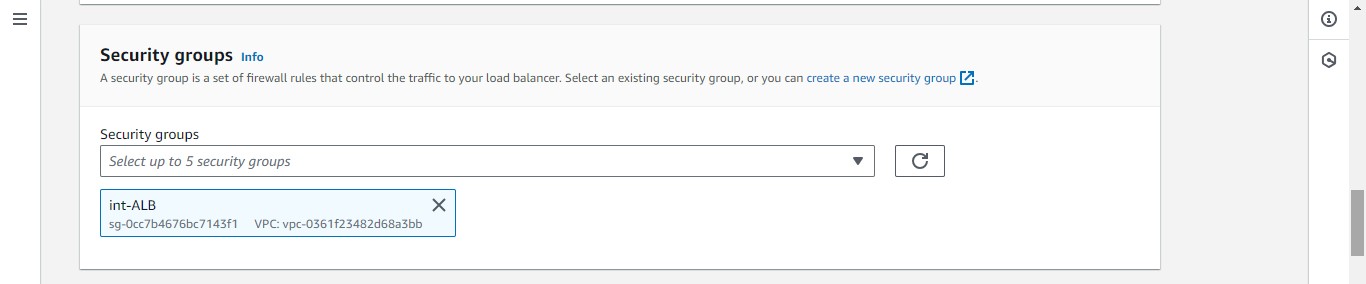 Security groups Info
A security group is a set of firewall rules that control the traffic to your load balancer. Select an existing security group, or you can create a new security group.
Security groups
Select up to 5 security groups
int-ALB
sg-0cc7b4676bc7143f1 VPC: vpc-0361f23482d68a3bb